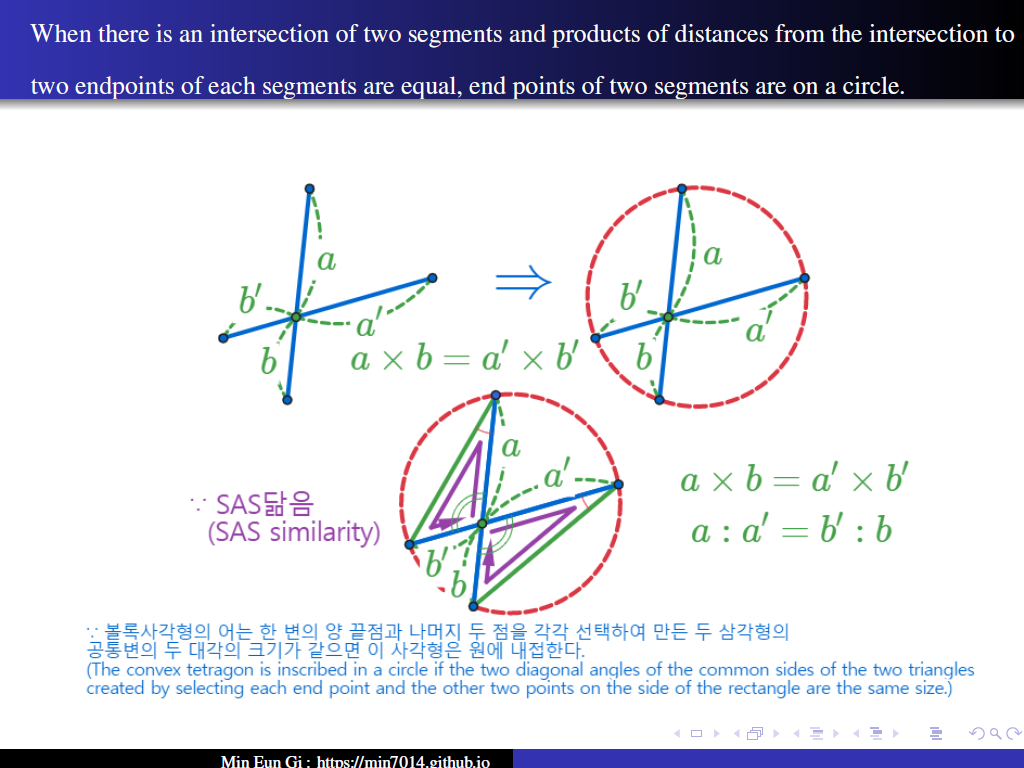 When there is an intersection of two segments and products of distances from the intersection to
two endpoints of each segments are equal, end points of two segments are on a circle.
a
b′
a′
b
a × b = a′ × b′
⇒
a
b′
a′
b
a
a′
b′
b
∵ SAS닮음
(SAS similarity)
a × b = a′ × b′
a : a′ = b′ : b
∵ 볼록사각형의 어는 한 변의 양 끝점과 나머지 두 점을 각각 선택하여 만든 두 삼각형의
공통변의 두 대각의 크기가 같으면 이 사각형은 원에 내접한다.
(The convex tetragon is inscribed in a circle if the two diagonal angles of the common sides of the two triangles
created by selecting each end point and the other two points on the side of the rectangle are the same size.)
Min Eun Gi : https://min7014.github.io